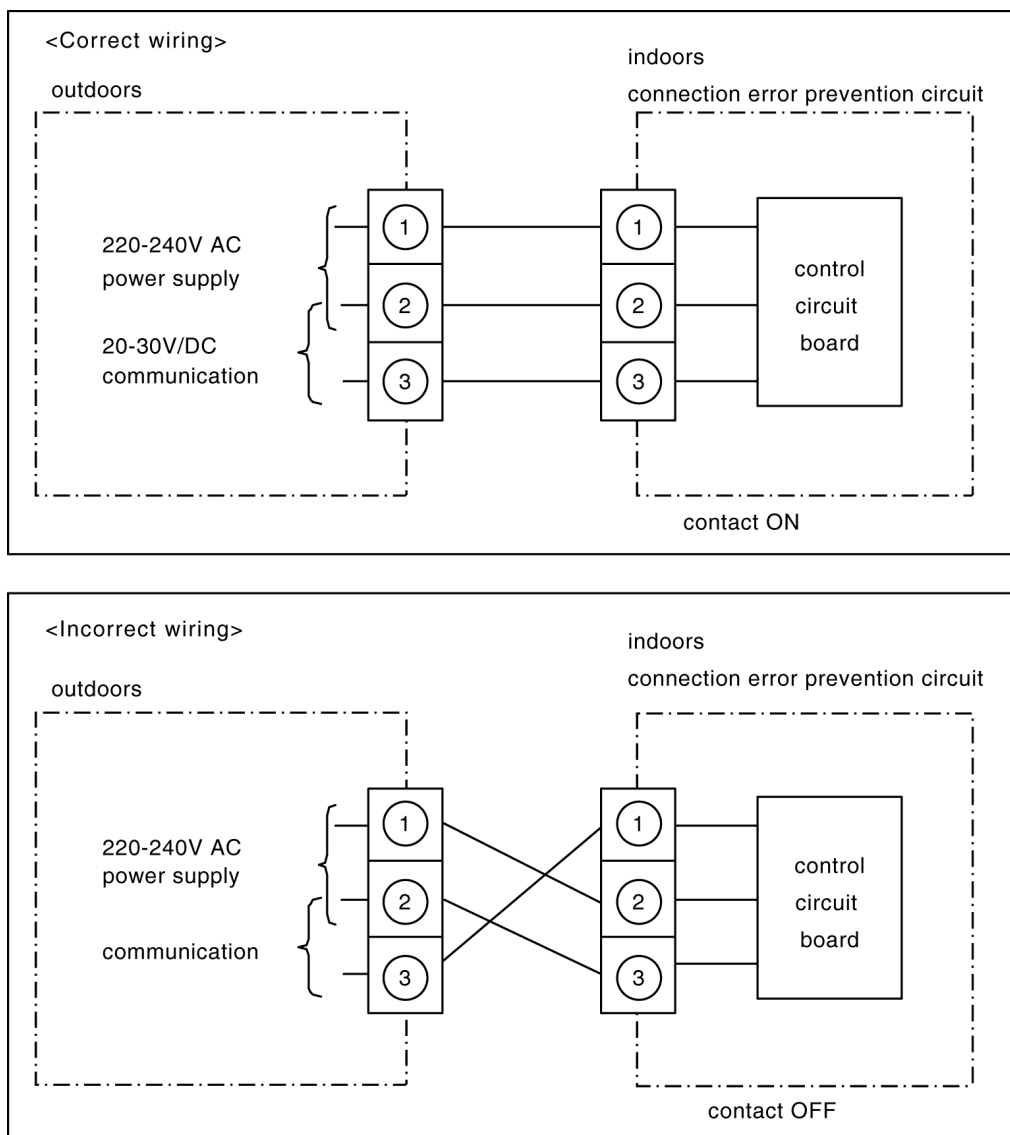 <Correct wiring>
outdoors
indoors
connection error prevention circuit
220-240V AC
power supply
20-30V/DC
communication
1
2
3
1
2
3
control
circuit
board
contact ON
<Incorrect wiring>
outdoors
indoors
connection error prevention circuit
220-240V AC
power supply
communication
1
2
3
1
2
3
control
circuit
board
contact OFF